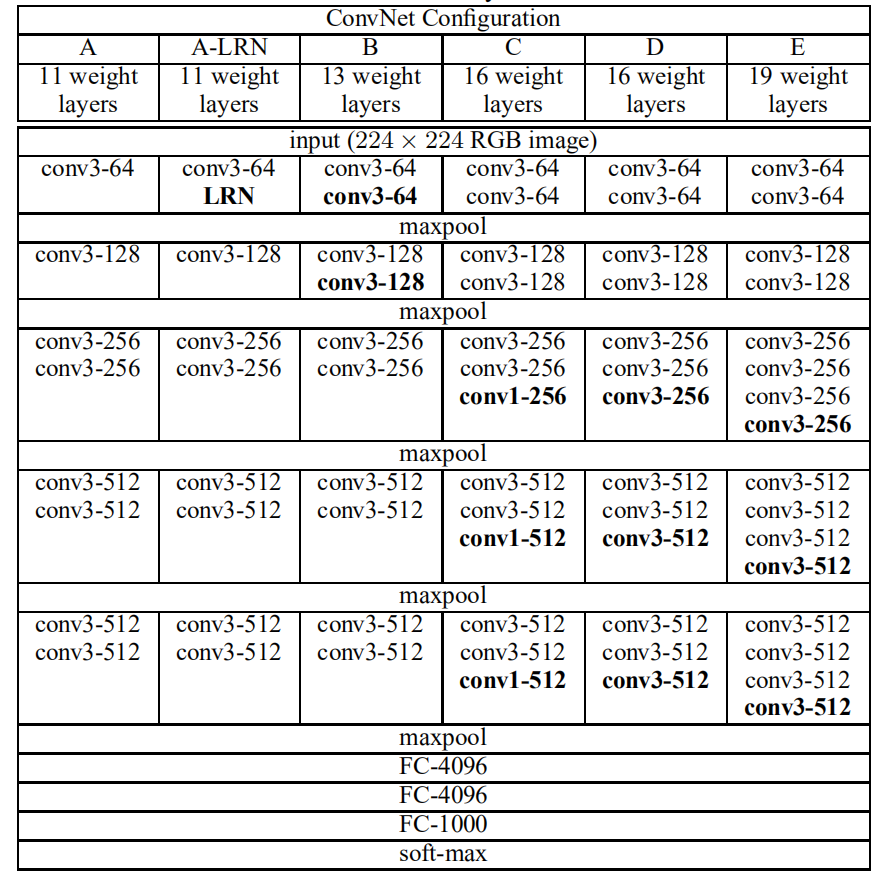 ConvNet Configuration
A A-LRN B C D E
11 weight 11 weight 13 weight 16 weight 16 weight 19 weight
layers layers layers layers layers layers
input (224 × 224 RGB image)
conv3-64 conv3-64 conv3-64 conv3-64 conv3-64 conv3-64
LRN conv3-64 conv3-64 conv3-64 conv3-64
maxpool
conv3-128 conv3-128 conv3-128 conv3-128 conv3-128 conv3-128
conv3-128 conv3-128 conv3-128 conv3-128
maxpool
conv3-256 conv3-256 conv3-256 conv3-256 conv3-256 conv3-256
conv3-256 conv3-256 conv3-256 conv3-256 conv3-256 conv3-256
conv1-256 conv3-256 conv3-256
conv3-256
maxpool
conv3-512 conv3-512 conv3-512 conv3-512 conv3-512 conv3-512
conv3-512 conv3-512 conv3-512 conv3-512 conv3-512 conv3-512
conv1-512 conv3-512 conv3-512
conv3-512
maxpool
conv3-512 conv3-512 conv3-512 conv3-512 conv3-512 conv3-512
conv3-512 conv3-512 conv3-512 conv3-512 conv3-512 conv3-512
conv1-512 conv3-512 conv3-512
conv3-512
maxpool
FC-4096
FC-4096
FC-1000
soft-max